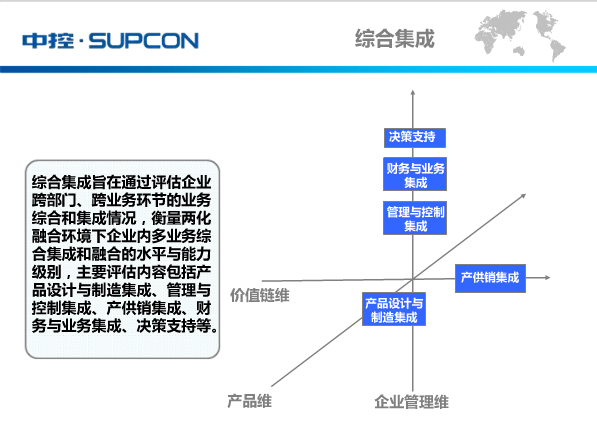 中控·SUPCON
综合集成
决策支持
财务与业务
集成
管理与控制
集成
综合集成旨在通过评估企业
跨部门、跨业务环节的业务
综合和集成情况，衡量两化
融合环境下企业内多业务综
合集成和融合的水平与能力
级别，主要评估内容包括产
品设计与制造集成、管理与
控制集成、产供销集成、财
务与业务集成、决策支持等。
产供销集成
价值链维
产品设计与
制造集成
产品维
企业管理维